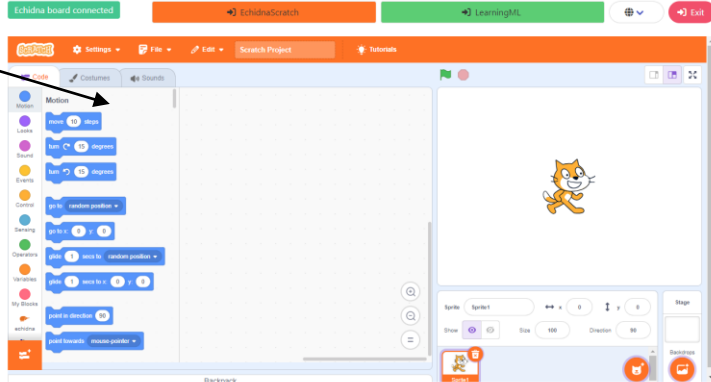 Echidna board connected
EchidnaScratch
LearningML
Exit
SCRATCH
Settings
File
Edit
Scratch Project
Tutorials
Code
Costumes
Sounds
Motion
Motion
Looks
Sound
Events
Control
Sensing
Operators
Variables
My Blocks
echidna
move 10 steps
turn 15 degrees
turn 15 degrees
go to random position
go to x: 0 y: 0
glide 1 secs to random position
glide 1 secs to x: 0 y 0
point in direction 90
point towards mouse-pointer
Backpack
Sprite Sprite1 x 0 y 0
Show Size 100 Direction 90
Sprite1
Stage
Backdrops